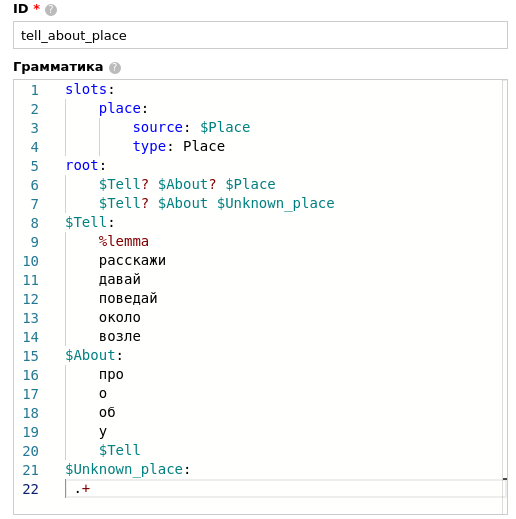 ID * ?
tell_about_place
Грамматика ?
1 slots:
2     place:
3         source: $Place
4         type: Place
5 root:
6     $Tell? $About? $Place
7     $Tell? $About $Unknown_place
8 $Tell:
9     %lemma
10     расскажи
11     давай
12     поведай
13     около
14     возле
15 $About:
16     про
17     о
18     об
19     у
20     $Tell
21 $Unknown_place:
22  .+